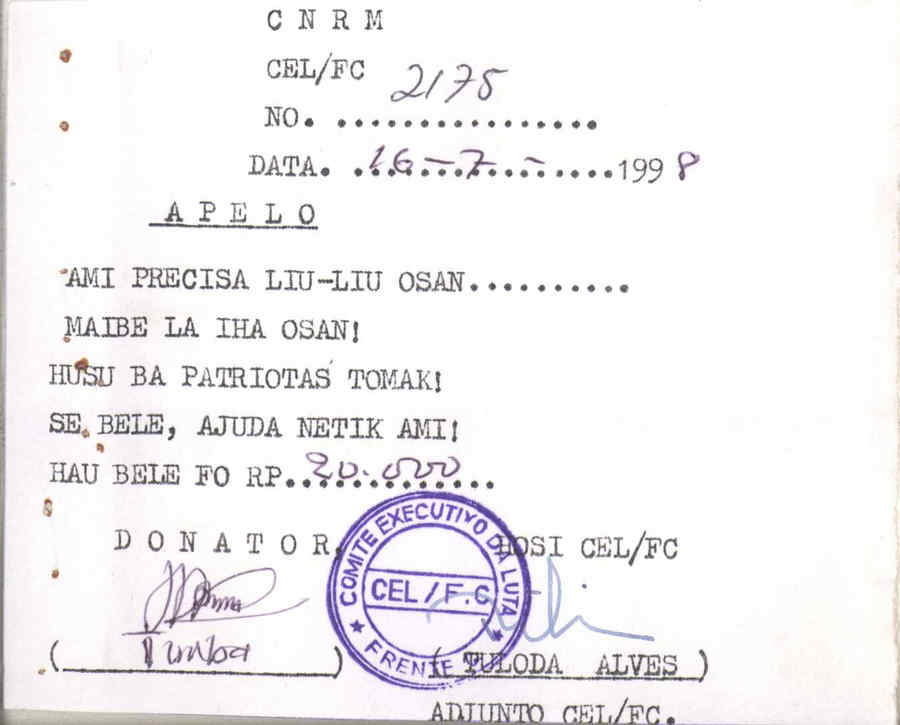 C N R M
CEL/FC
NO. 2175
DATA. 16-7-1998
A P E L O
AMI PRECISA LIU-LIU OSAN..........
MAIBE LA IHA OSAN!
HUSU BA PATRIOTAS TOMAK!
SE BELE, AJUDA NETIK AMI!
HAU BELE FO RP. 20.000
D O N A T O R, HOSI CEL/FC
COMITE EXECUTIVO DA LUTA
CEL/F.C
FRENTE
( ) ( TULODA ALVES )
ADJUNTO CEL/FC.